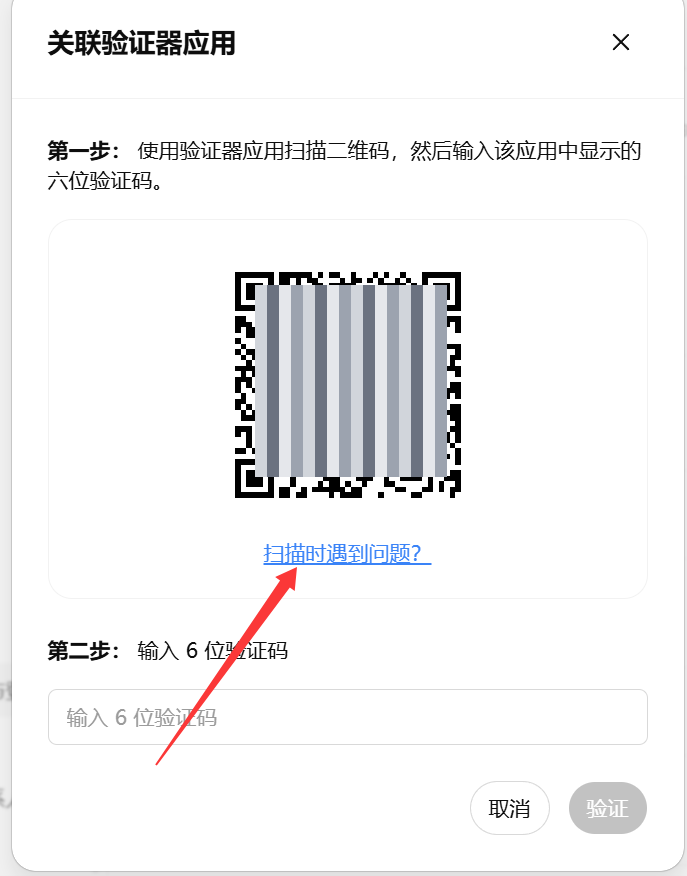 关联验证器应用
第一步： 使用验证器应用扫描二维码，然后输入该应用中显示的
六位验证码。
扫描时遇到问题？
第二步： 输入 6 位验证码
输入 6 位验证码
取消
验证